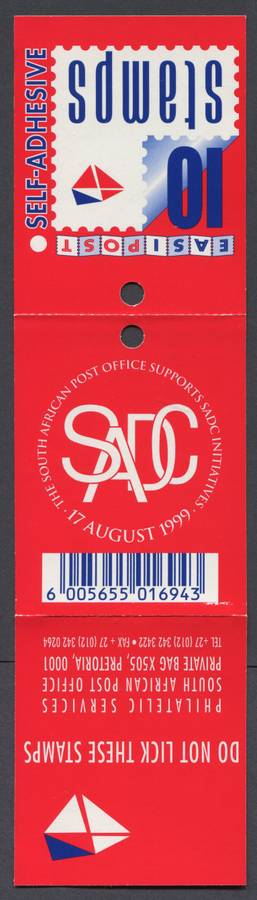 stamps
10
SELF-ADHESIVE
EASIPOST
THE SOUTH AFRICAN POST OFFICE SUPPORTS SADC INITIATIVES
SADC
· 17 AUGUST 1999 ·
6 005655 016943
DO NOT LICK THESE STAMPS
PHILATELIC SERVICES
SOUTH AFRICAN POST OFFICE
PRIVATE BAG X505, PRETORIA, 0001
TEL +27 (012) 342 3422 • FAX + 27 (012) 342 0264